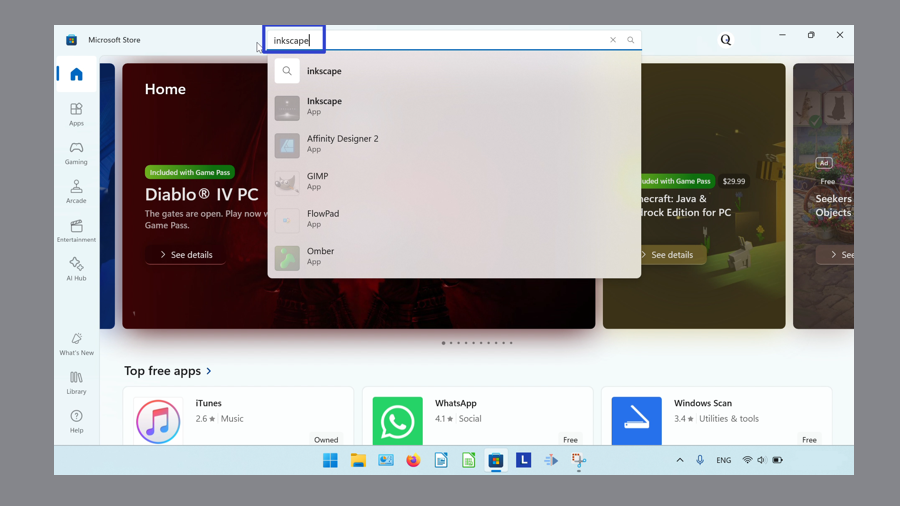 Microsoft Store
inkscape
inkscape
Inkscape
App
Affinity Designer 2
App
GIMP
App
FlowPad
App
Omber
App
Home
Apps
Gaming
Arcade
Entertainment
AI Hub
What's New
Library
Help
Included with Game Pass
Diablo® IV PC
The gates are open. Play now w
Game Pass.
See details
uded with Game Pass
$29.99
necraft: Java &
drock Edition for PC
See details
Ad
Free
Seekers
Objects
See
Top free apps
iTunes
2.6★ Music
Owned
WhatsApp
4.1★ Social
Free
Windows Scan
3.4★ Utilities & tools
Free
L
ENG